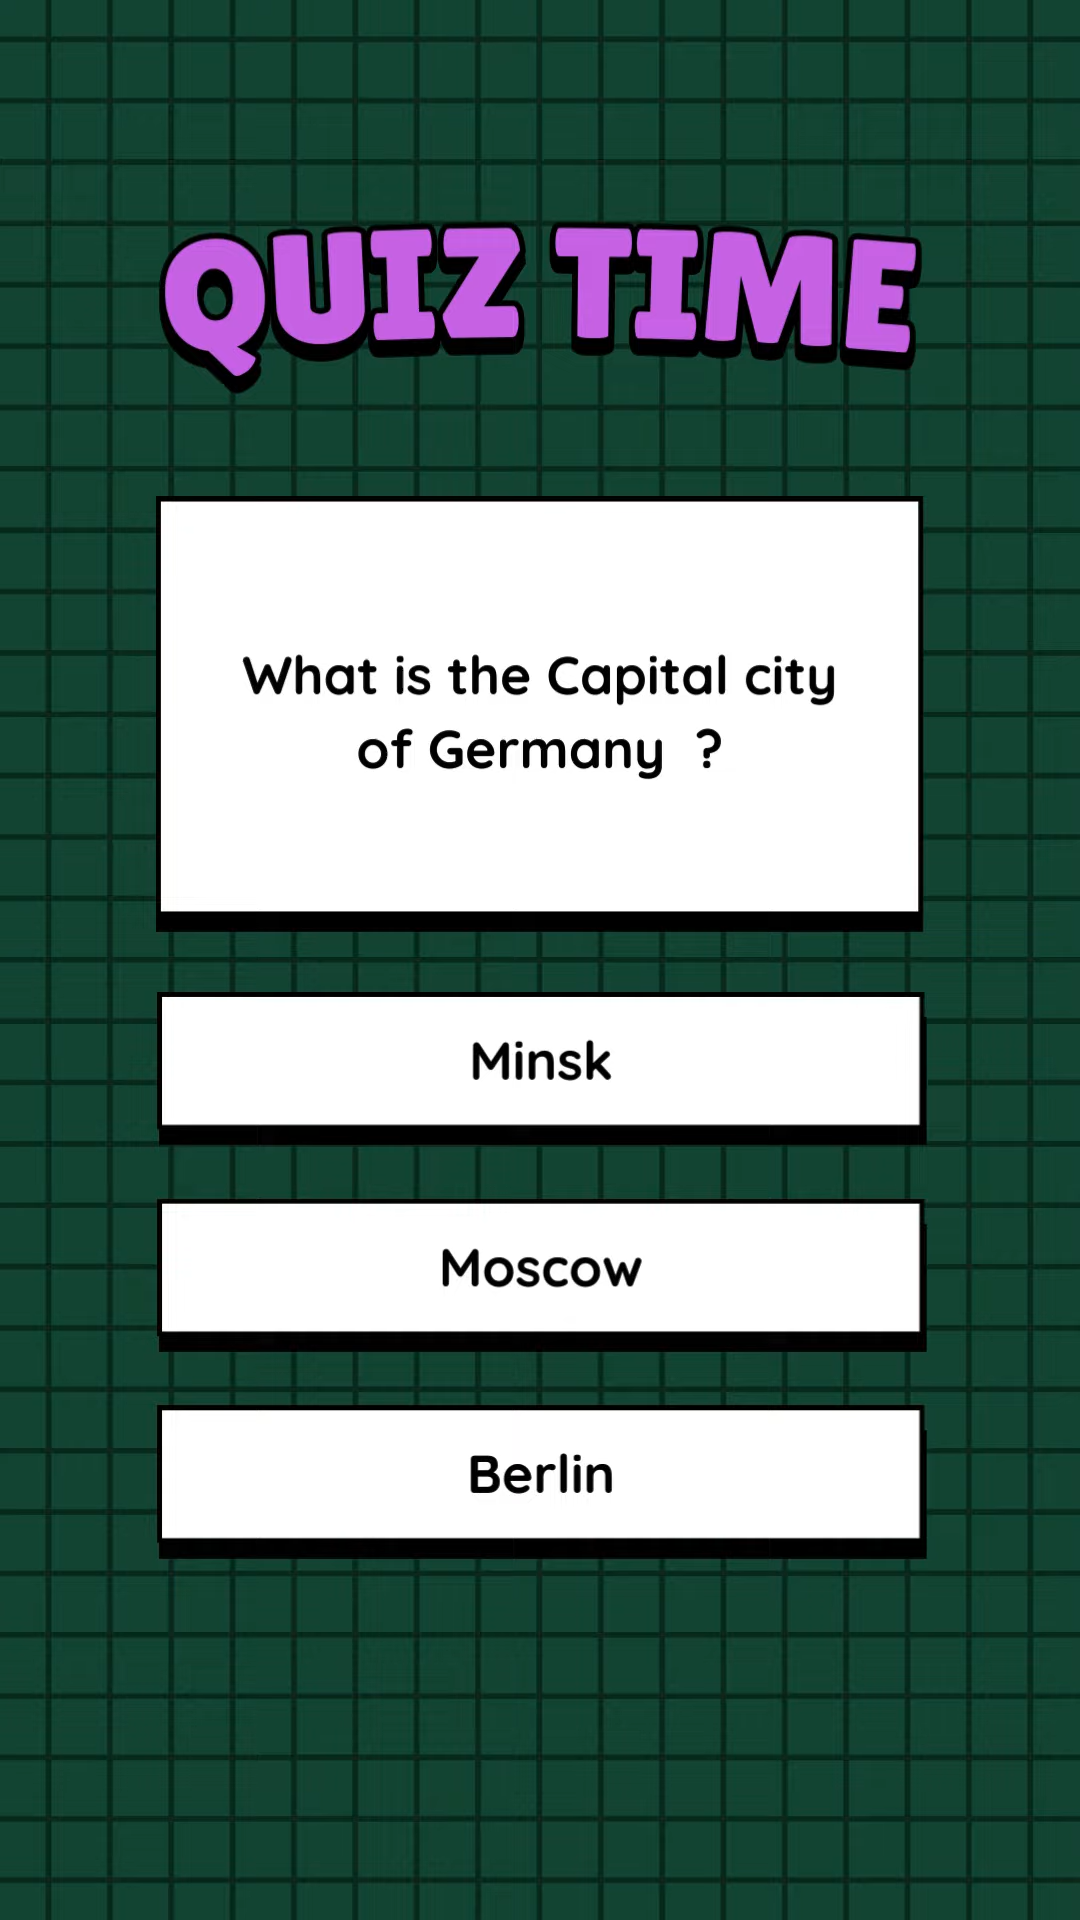 QUIZ TIME
What is the Capital city
of Germany ?
Minsk
Moscow
Berlin